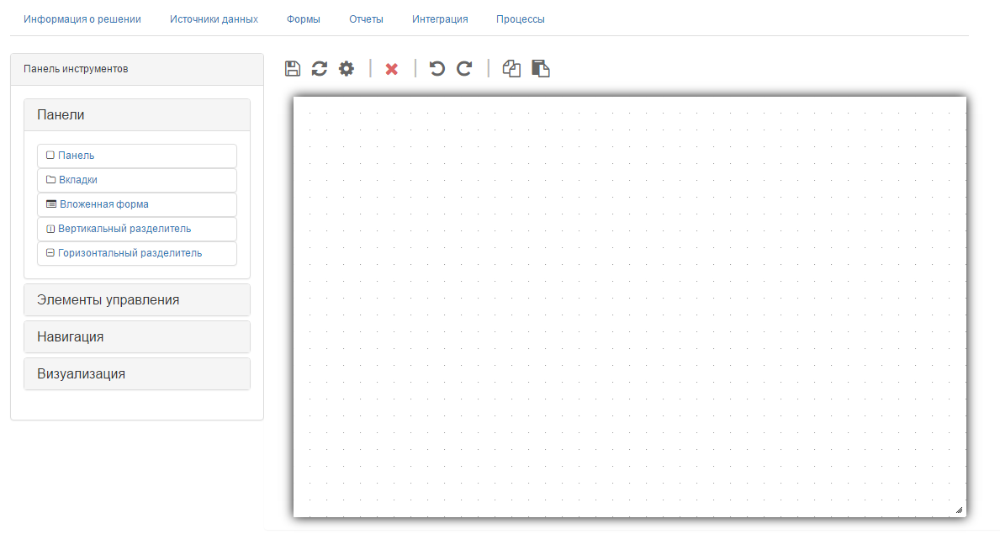 Информация о решении Источники данных Формы Отчеты Интеграция Процессы
Панель инструментов
Панели
Панель
Вкладки
Вложенная форма
Вертикальный разделитель
Горизонтальный разделитель
Элементы управления
Навигация
Визуализация